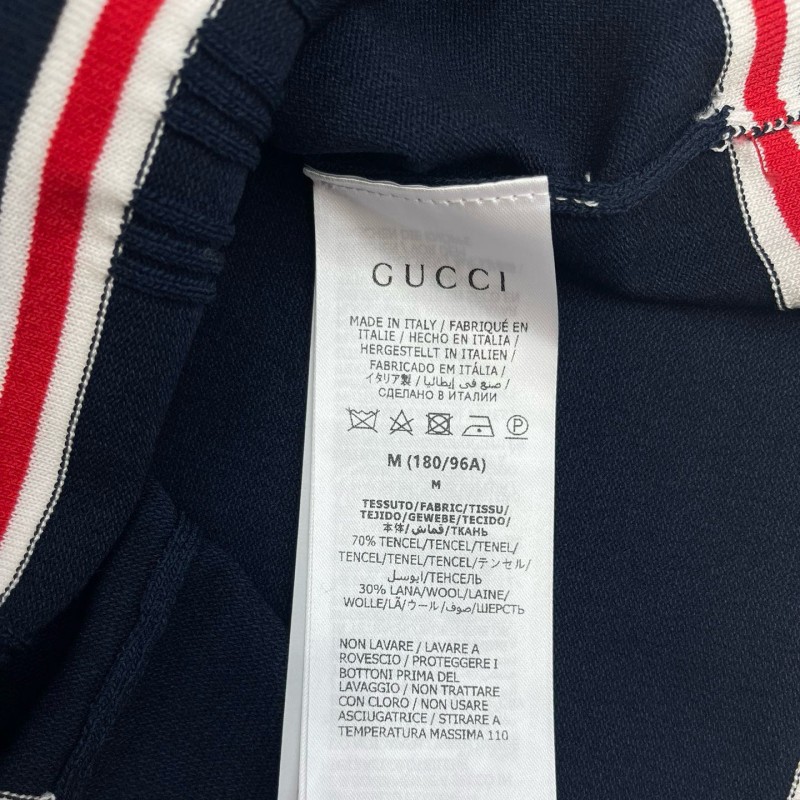 GUCCI
MADE IN ITALY / FABRIQUÉ EN
ITALIE / HECHO EN ITALIA /
HERGESTELLT IN ITALIEN /
FABRICADO EM ITÁLIA /
イタリア製 / صنع في إيطاليا /
СДЕЛАНО В ИТАЛИИ
P
M (180/96A)
M
TESSUTO/FABRIC/TISSU/
TEJIDO/GEWEBE/TECIDO/
本体/قماش/ТКАНЬ
70% TENCEL/TENCEL/TENEL/
TENCEL/TENEL/TENCEL/テンセル/
ايوسل/ТЕНСЕЛЬ
30% LANA/WOOL/LAINE/
WOLLE/LÃ/ウール/صوف/ШЕРСТЬ
NON LAVARE / LAVARE A
ROVESCIO / PROTEGGERE I
BOTTONI PRIMA DEL
LAVAGGIO / NON TRATTARE
CON CLORO / NON USARE
ASCIUGATRICE / STIRARE A
TEMPERATURA MASSIMA 110